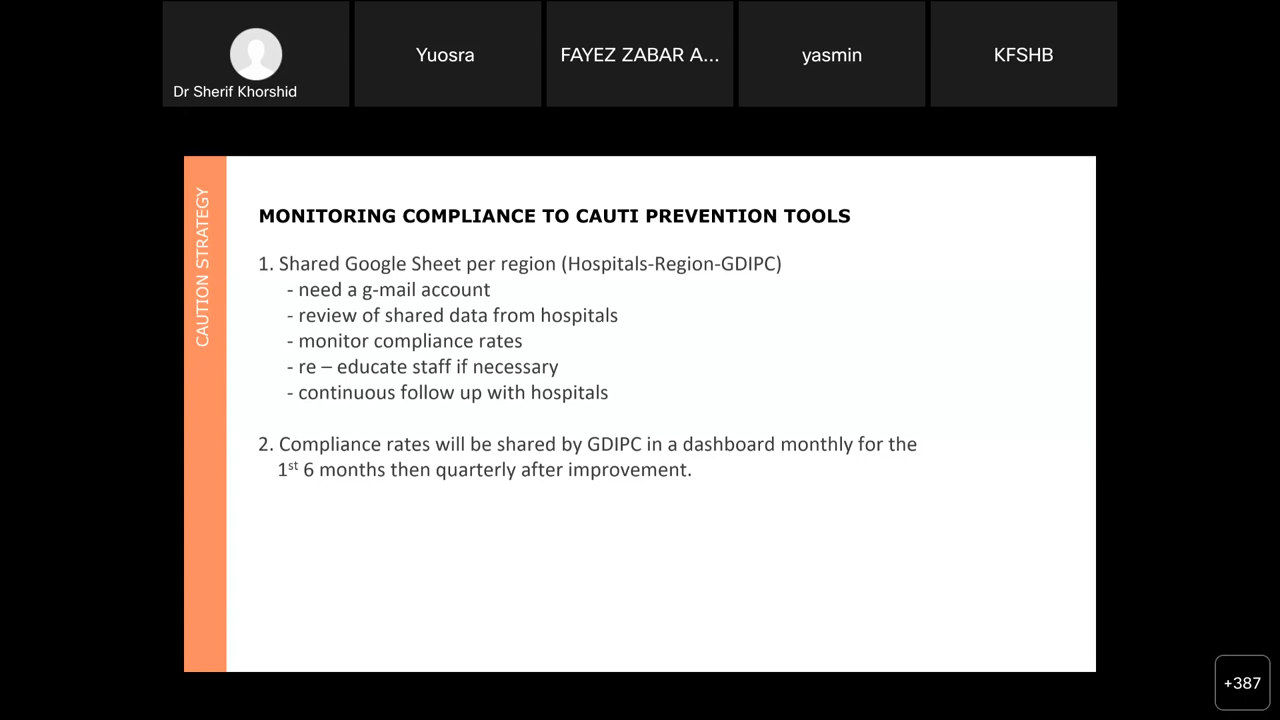 Dr Sherif Khorshid
Yuosra
FAYEZ ZABAR A...
yasmin
KFSHB
CAUTION STRATEGY
MONITORING COMPLIANCE TO CAUTI PREVENTION TOOLS
1. Shared Google Sheet per region (Hospitals-Region-GDIPC)
- need a g-mail account
- review of shared data from hospitals
- monitor compliance rates
- re – educate staff if necessary
- continuous follow up with hospitals
2. Compliance rates will be shared by GDIPC in a dashboard monthly for the
1st 6 months then quarterly after improvement.
+387